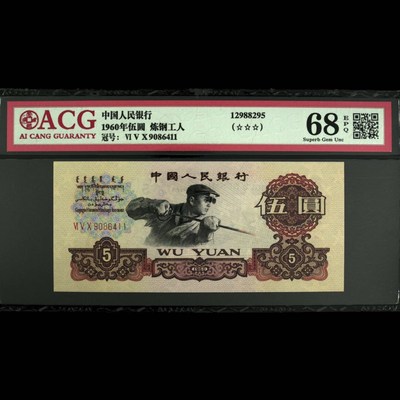 ACG
AI CANG GUARANTY
中国人民银行
1960年伍圆 炼钢工人
冠号: Ⅵ Ⅴ Ⅹ 9086411
12988295
(☆☆☆)
68 EPQ
Superb Gem Unc
中國人民銀行
Ⅵ Ⅴ Ⅹ 9086411
伍圓
WU YUAN
5
5